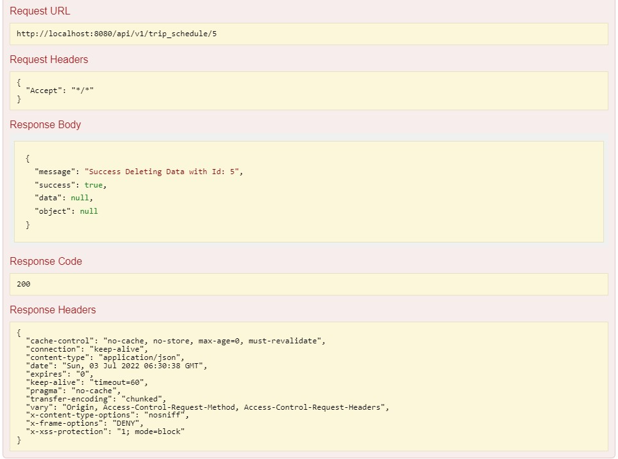 Request URL
http://localhost:8080/api/v1/trip_schedule/5
Request Headers
{
  "Accept": "*/*"
}
Response Body
{
  "message": "Success Deleting Data with Id: 5",
  "success": true,
  "data": null,
  "object": null
}
Response Code
200
Response Headers
{
  "cache-control": "no-cache, no-store, max-age=0, must-revalidate",
  "connection": "keep-alive",
  "content-type": "application/json",
  "date": "Sun, 03 Jul 2022 06:30:38 GMT",
  "expires": "0",
  "keep-alive": "timeout=60",
  "pragma": "no-cache",
  "transfer-encoding": "chunked",
  "vary": "Origin, Access-Control-Request-Method, Access-Control-Request-Headers",
  "x-content-type-options": "nosniff",
  "x-frame-options": "DENY",
  "x-xss-protection": "1; mode=block"
}